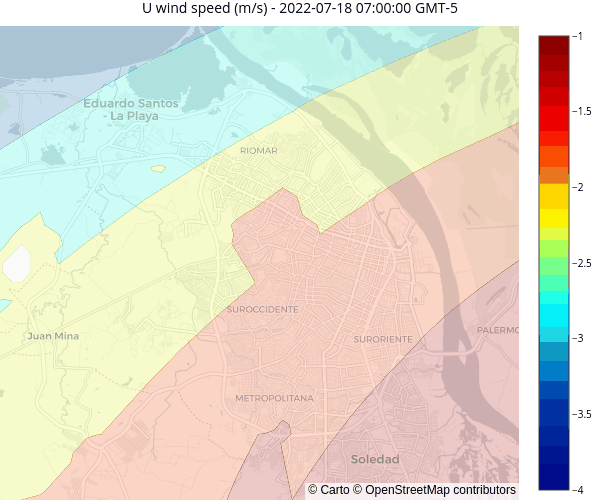 U wind speed (m/s) - 2022-07-18 07:00:00 GMT-5
−1
Eduardo Santos
- La Playa
−1.5
RIOMAR
−2
−2.5
SUROCCIDENTE
Juan Mina
PALERMO
−3
SURORIENTE
METROPOLITANA
−3.5
Soledad
−4
© Carto © OpenStreetMap contributors